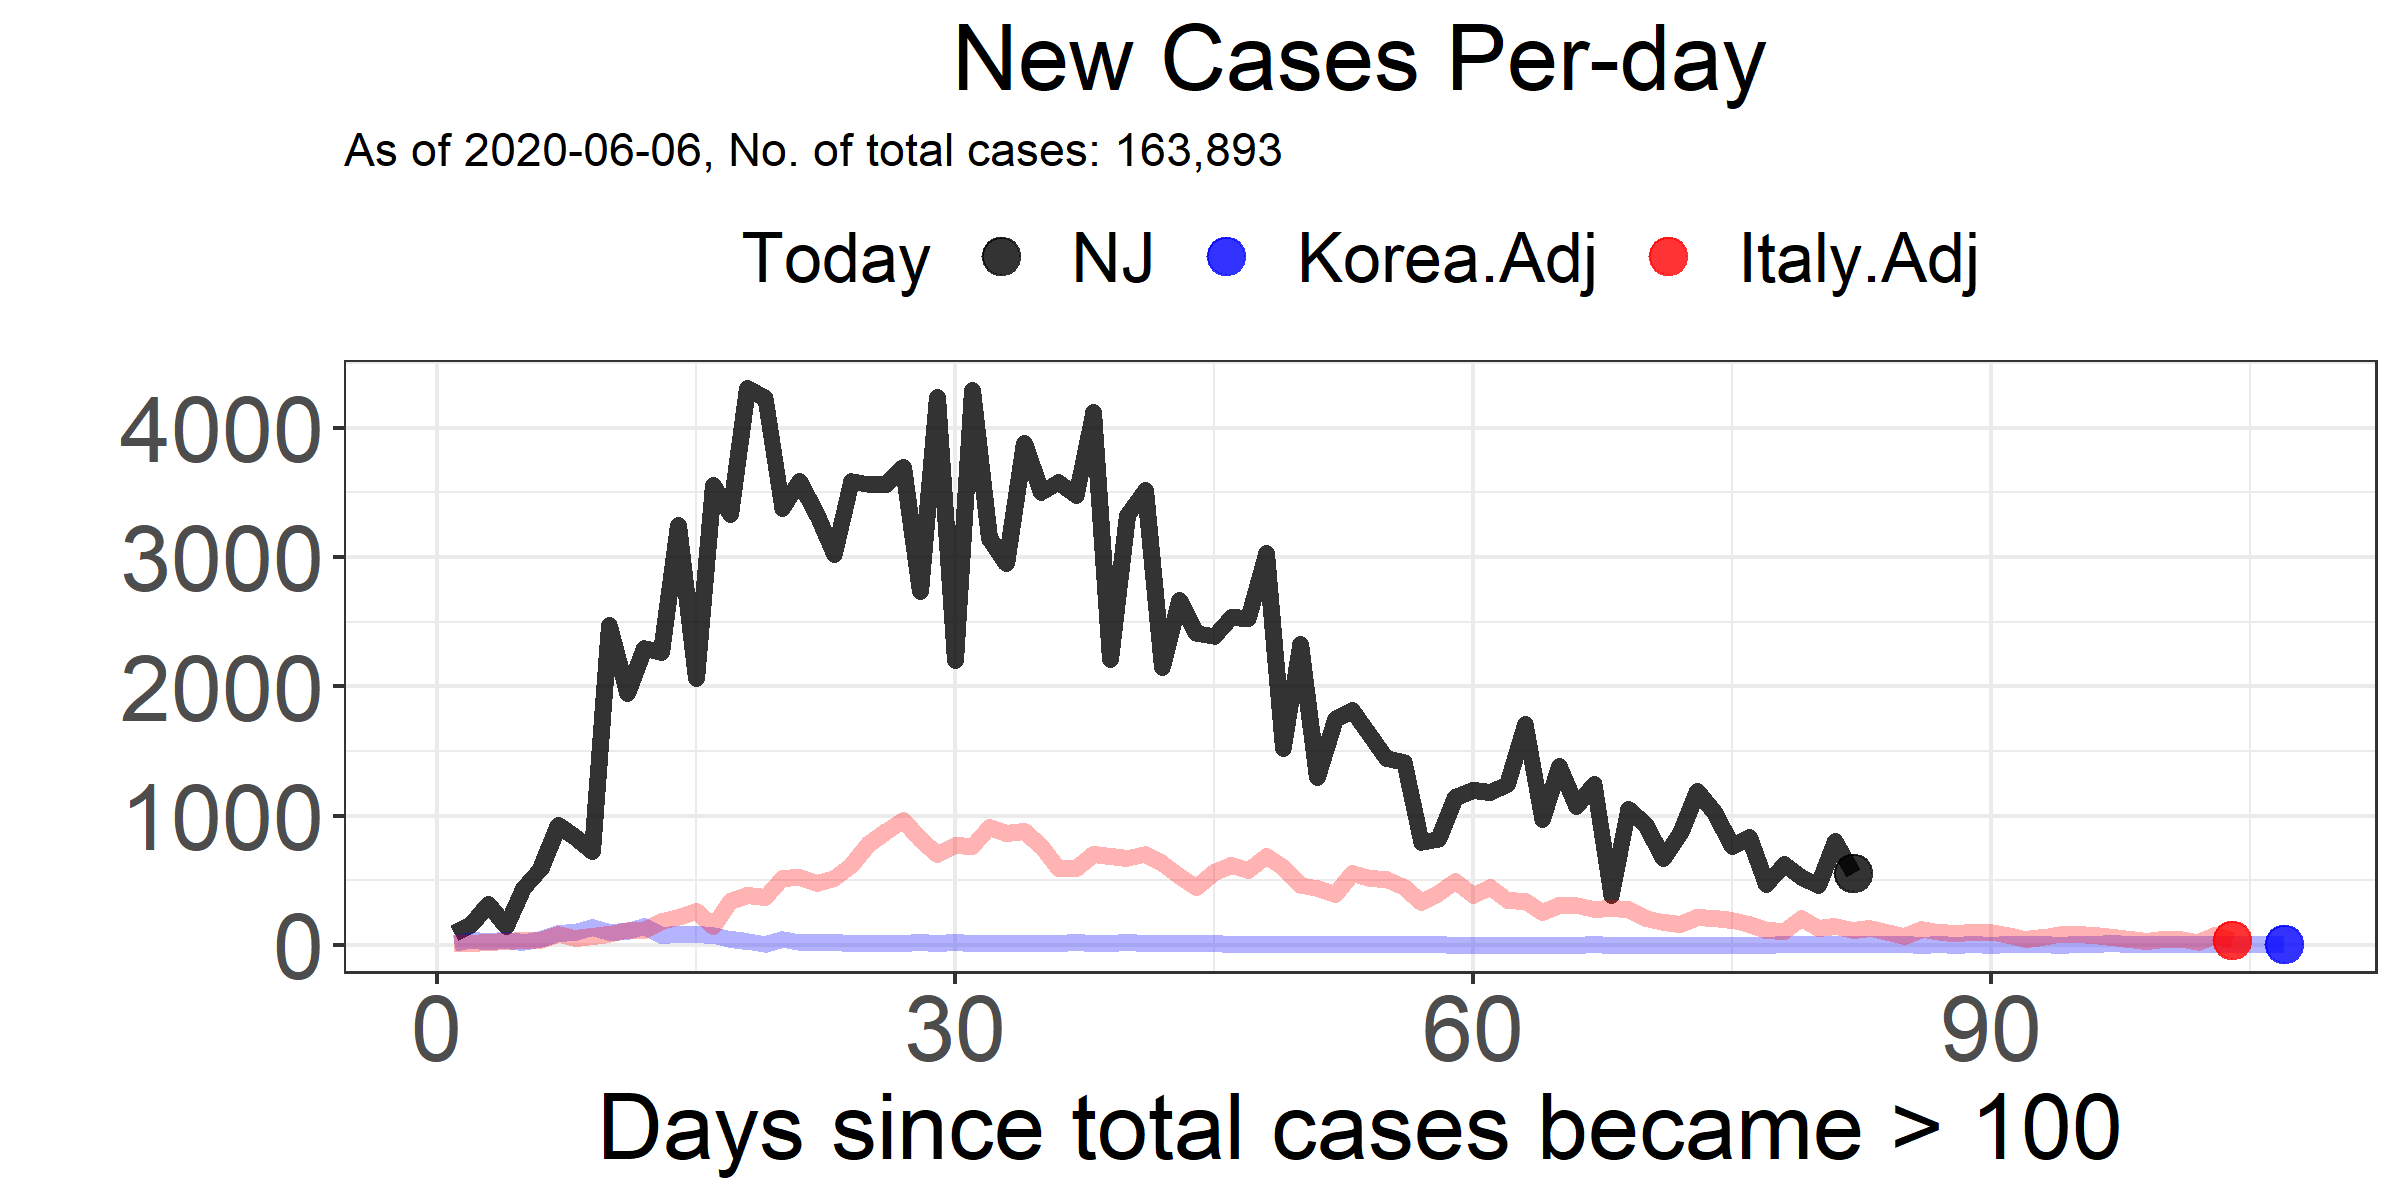 New Cases Per-day
As of 2020-06-06, No. of total cases: 163,893
Today NJ Korea.Adj Italy.Adj
4000
3000
2000
1000
0
0 30 60 90
Days since total cases became > 100